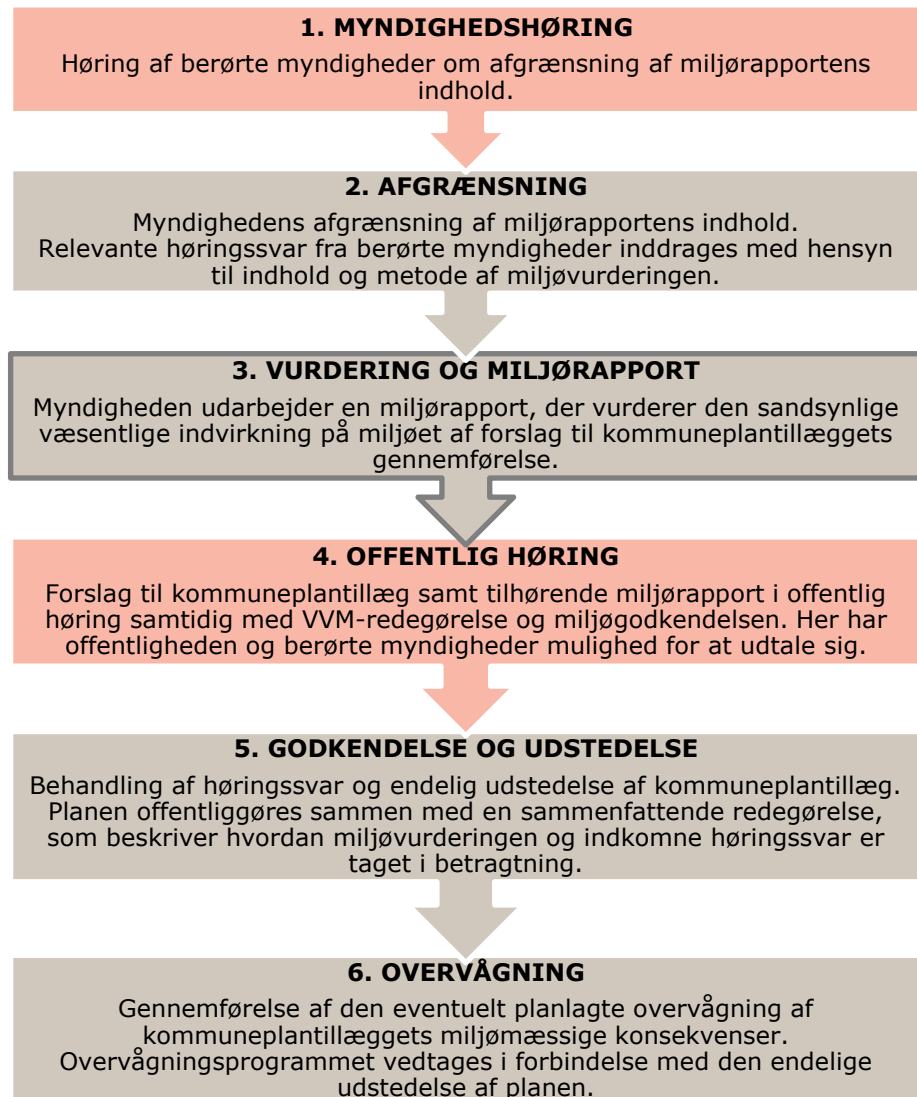 1. MYNDIGHEDSHØRING
Høring af berørte myndigheder om afgrænsning af miljørapportens
indhold.
2. AFGRÆNSNING
Myndighedens afgrænsning af miljørapportens indhold.
Relevante høringssvar fra berørte myndigheder inddrages med hensyn
til indhold og metode af miljøvurderingen.
3. VURDERING OG MILJØRAPPORT
Myndigheden udarbejder en miljørapport, der vurderer den sandsynlige
væsentlige indvirkning på miljøet af forslag til kommuneplantillæggets
gennemførelse.
4. OFFENTLIG HØRING
Forslag til kommuneplantillæg samt tilhørende miljørapport i offentlig
høring samtidig med VVM-redegørelse og miljøgodkendelsen. Her har
offentligheden og berørte myndigheder mulighed for at udtale sig.
5. GODKENDELSE OG UDSTEDELSE
Behandling af høringssvar og endelig udstedelse af kommuneplantillæg.
Planen offentliggøres sammen med en sammenfattende redegørelse,
som beskriver hvordan miljøvurderingen og indkomne høringssvar er
taget i betragtning.
6. OVERVÅGNING
Gennemførelse af den eventuelt planlagte overvågning af
kommuneplantillæggets miljømæssige konsekvenser.
Overvågningsprogrammet vedtages i forbindelse med den endelige
udstedelse af planen.